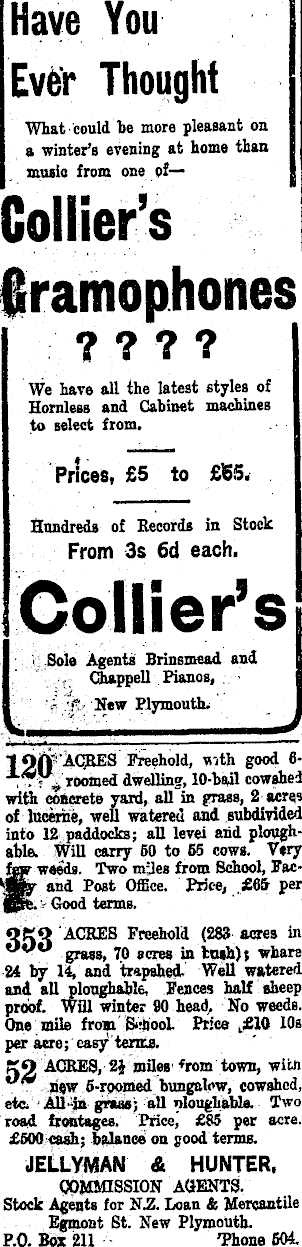 Have You
Ever Thought
What could be more pleasant on
a winter's evening at home than
music from one of—
Collier's
Gramophones
? ? ? ?
We have all the latest styles of
Hornless and Cabinet machines
to select from.
Prices, £5 to £55.
Hundreds of Records in Stock
From 3s 6d each.
Collier's
Sole Agents Brinsmead and
Chappell Pianos,
New Plymouth.
120 ACRES Freehold, with good 6-
roomed dwelling, 10-bail cowshed
with concrete yard, all in grass, 2 acres
of lucerne, well watered and subdivided
into 12 paddocks; all level and plough-
able. Will carry 50 to 55 cows. Very
few weeds. Two miles from School, Fac-
and Post Office. Price, £65 per
Good terms.
353 ACRES Freehold (283 acres in
grass, 70 acres in bush); whare
24 by 14, and trapshed. Well watered
and all ploughable. Fences half sheep
proof. Will winter 90 head. No weeds.
One mile from School. Price £10 10s
per acre; easy terms.
52 ACRES, 2½ miles from town, with
new 5-roomed bungalow, cowshed,
etc. All in grass; all ploughable. Two
road frontages. Price, £85 per acre.
£500 cash; balance on good terms.
JELLYMAN & HUNTER,
COMMISSION AGENTS.
Stock Agents for N.Z. Loan & Mercantile
Egmont St. New Plymouth.
P.O. Box 211 'Phone 504.